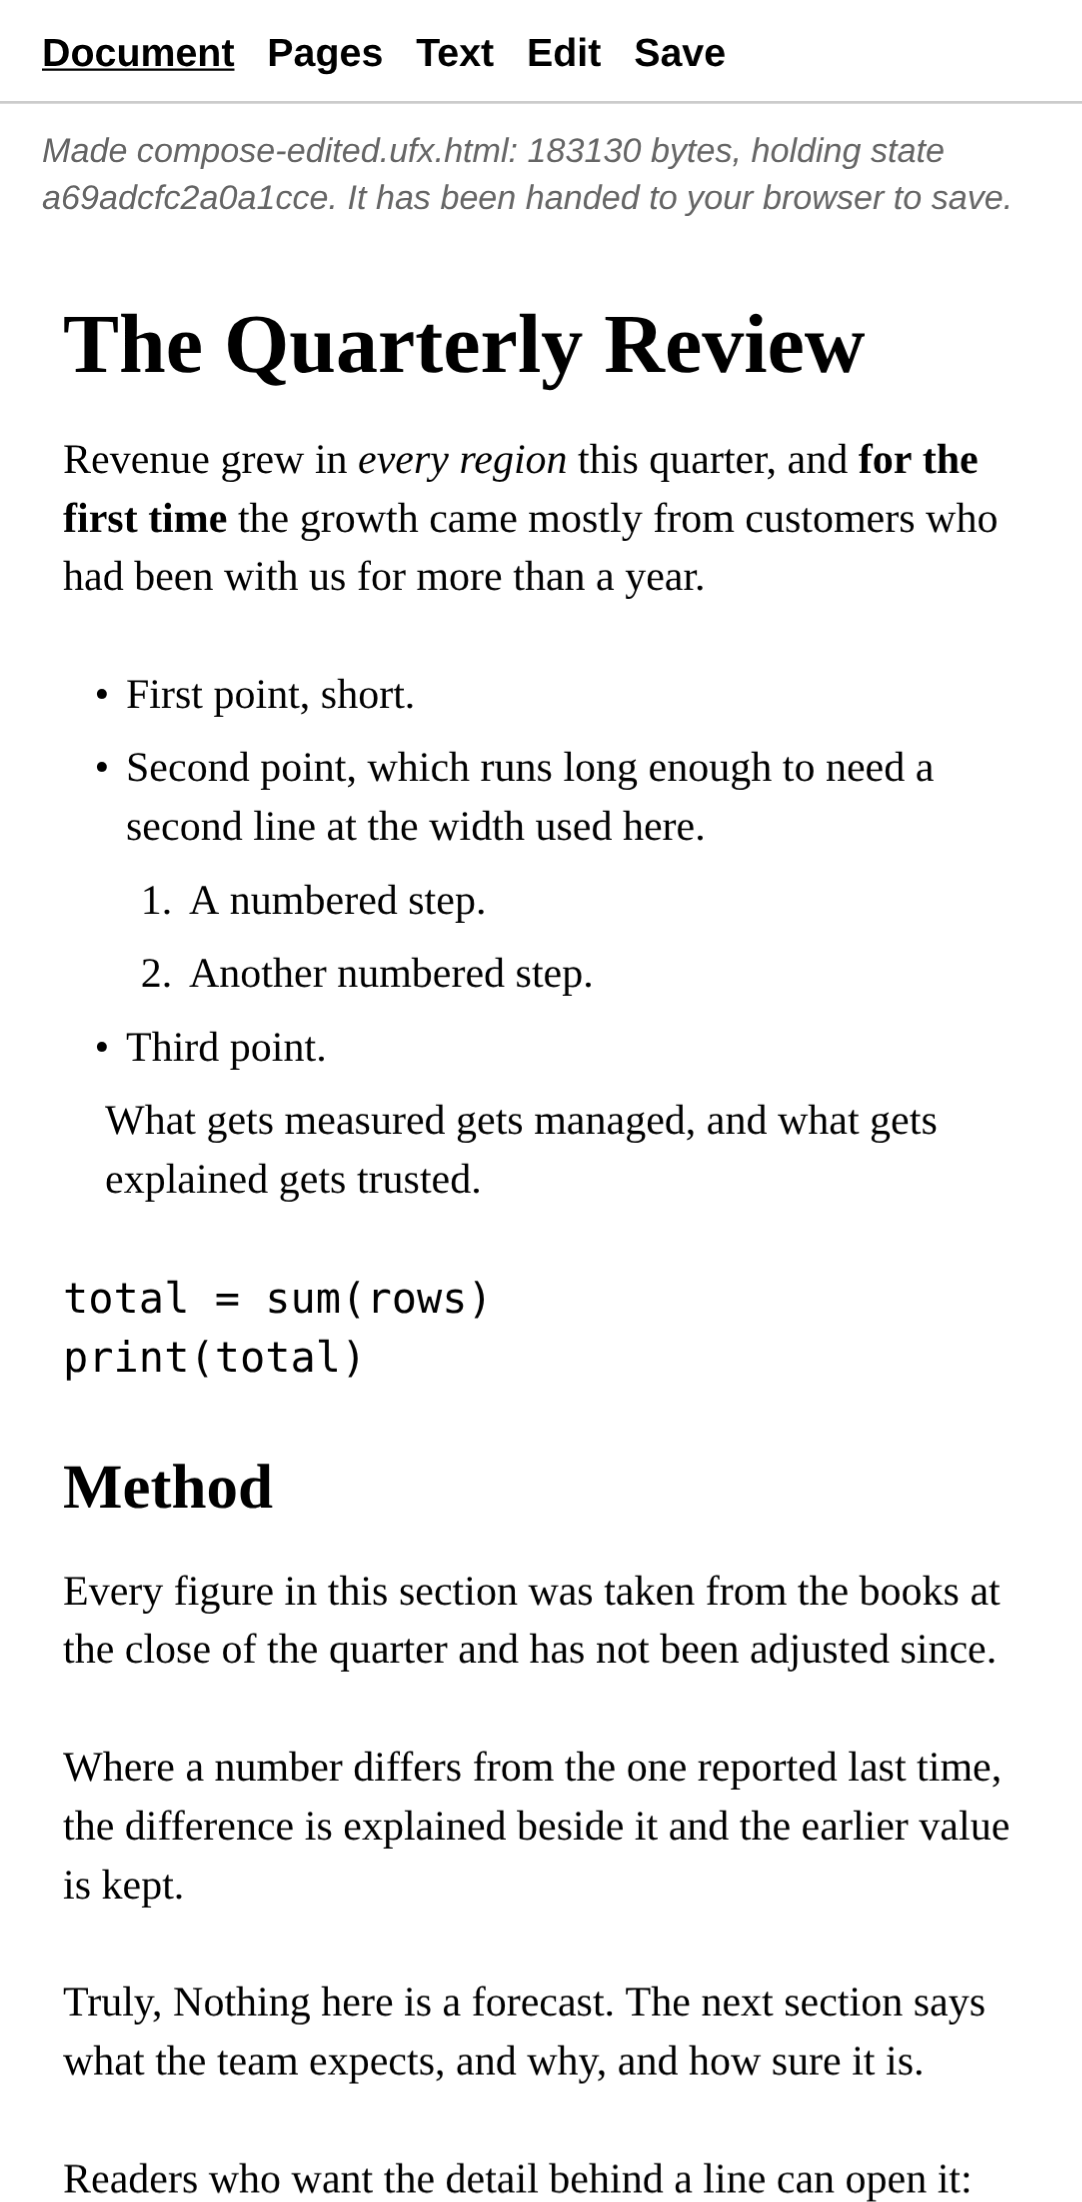 Document Pages Text Edit Save
Made compose-edited.ufx.html: 183130 bytes, holding state
a69adcfc2a0a1cce. It has been handed to your browser to save.
The Quarterly Review
Revenue grew in every region this quarter, and for the
first time the growth came mostly from customers who
had been with us for more than a year.
• First point, short.
• Second point, which runs long enough to need a
second line at the width used here.
1. A numbered step.
2. Another numbered step.
• Third point.
What gets measured gets managed, and what gets
explained gets trusted.
total = sum(rows)
print(total)
Method
Every figure in this section was taken from the books at
the close of the quarter and has not been adjusted since.
Where a number differs from the one reported last time,
the difference is explained beside it and the earlier value
is kept.
Truly, Nothing here is a forecast. The next section says
what the team expects, and why, and how sure it is.
Readers who want the detail behind a line can open it: